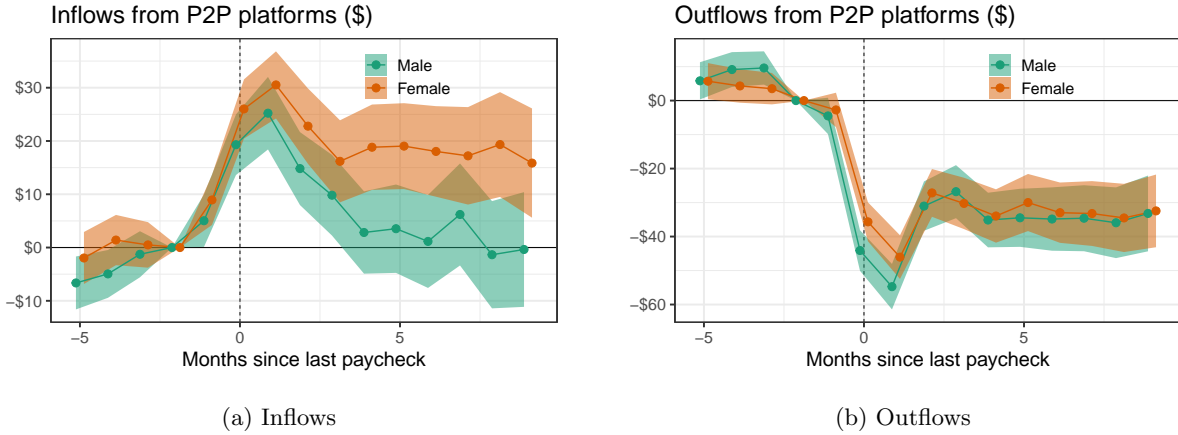 Inflows from P2P platforms ($)
Male
Female
$30
$20
$10
$0
−$10
−5
0
5
Months since last paycheck
(a) Inflows
Outflows from P2P platforms ($)
Male
Female
$0
−$20
−$40
−$60
−5
0
5
Months since last paycheck
(b) Outflows